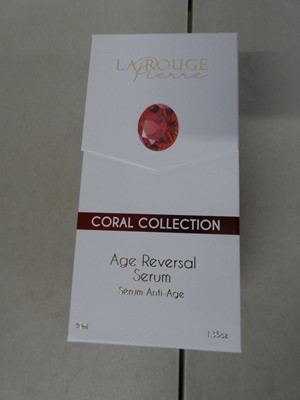 LA ROUGE
Pierre
CORAL COLLECTION
Age Reversal
Serum
Sérum Anti-Age
1.35oz